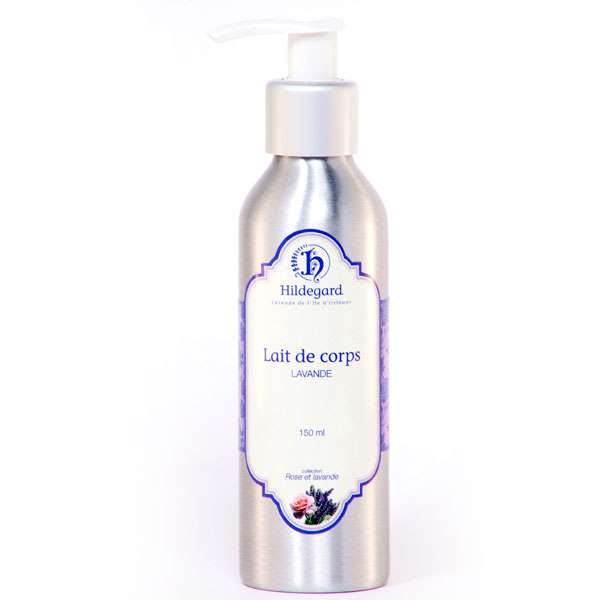 h
Hildegard
Lavande de l'Île d'Orléans
Lait de corps
LAVANDE
150 ml
collection
Rose et lavande